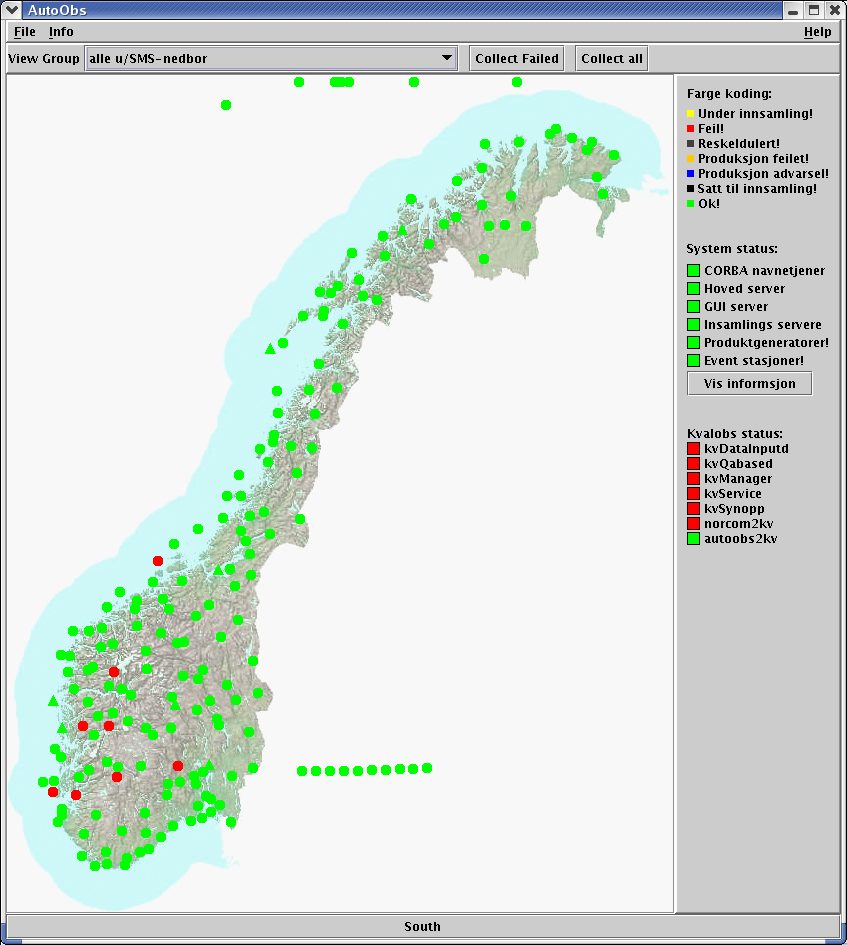 AutoObs
File Info Help
View Group alle u/SMS-nedbor Collect Failed Collect all
Farge koding:
Under innsamling!
Feil!
Reskeldulert!
Produksjon feilet!
Produksjon advarsel!
Satt til innsamling!
Ok!
System status:
CORBA navnetjener
Hoved server
GUI server
Insamlings servere
Produktgeneratorer!
Event stasjoner!
Vis informsjon
Kvalobs status:
kvDataInputd
kvQabased
kvManager
kvService
kvSynopp
norcom2kv
autoobs2kv
South